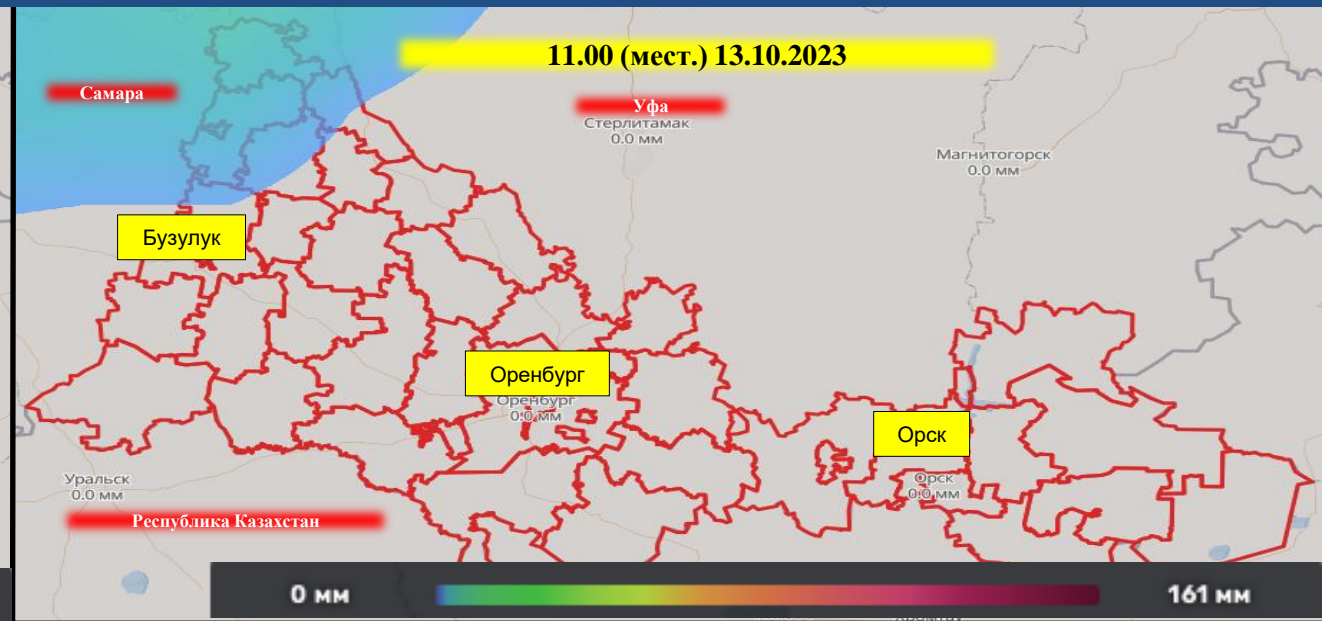 11.00 (мест.) 13.10.2023
Самара
Уфа
Стерлитамак
0.0 мм
Магнитогорск
0.0 мм
Бузулук
Оренбург
Оренбург
0.0 мм
Орск
Орск
0.0 мм
Уральск
0.0 мм
Республика Казахстан
0 мм
161 мм